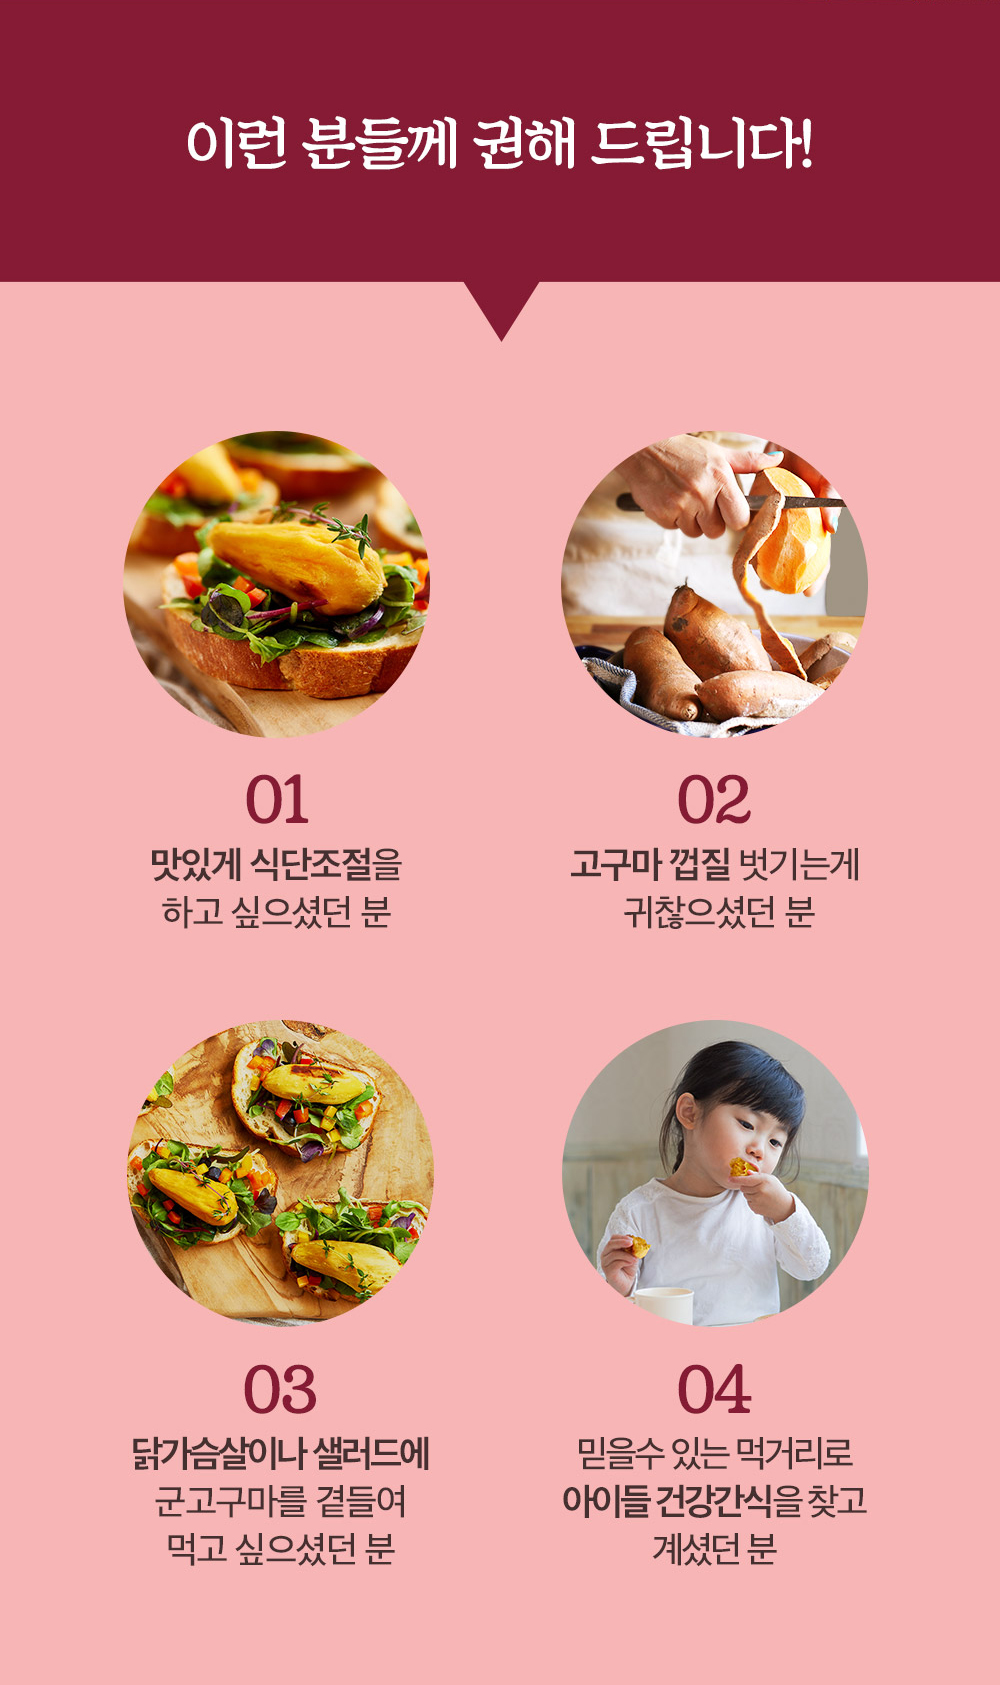 이런 분들께 권해 드립니다!
01
맛있게 식단조절을
하고 싶으셨던 분
02
고구마 껍질 벗기는게
귀찮으셨던 분
03
닭가슴살이나 샐러드에
군고구마를 곁들여
먹고 싶으셨던 분
04
믿을수 있는 먹거리로
아이들 건강간식을 찾고
계셨던 분